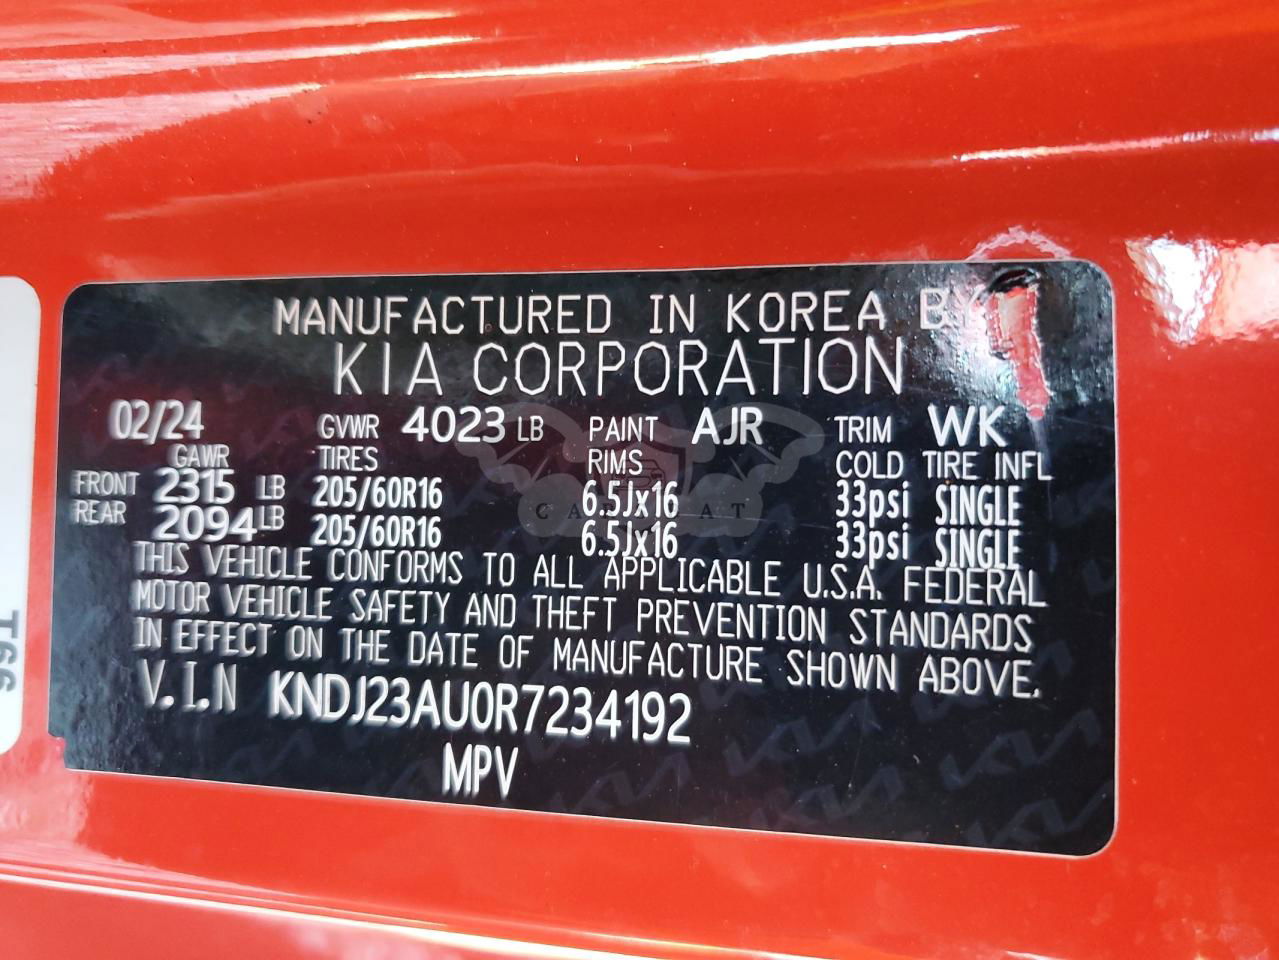 MANUFACTURED IN KOREA BY
KIA CORPORATION
02/24 GVWR 4023 LB PAINT AJR TRIM WK
GAWR TIRES RIMS COLD TIRE INFL
FRONT 2315 LB 205/60R16 6.5Jx16 33psi SINGLE
REAR 2094 LB 205/60R16 6.5Jx16 33psi SINGLE
THIS VEHICLE CONFORMS TO ALL APPLICABLE U.S.A. FEDERAL
MOTOR VEHICLE SAFETY AND THEFT PREVENTION STANDARDS
IN EFFECT ON THE DATE OF MANUFACTURE SHOWN ABOVE.
V.I.N KNDJ23AU0R7234192
MPV